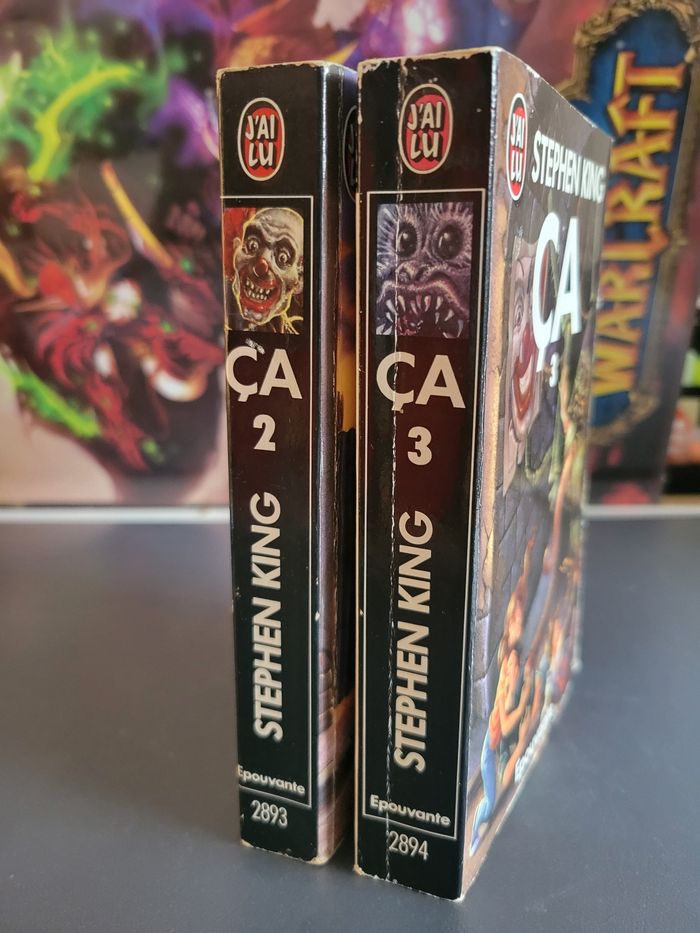 J'AI
LU
ÇA
2
STEPHEN KING
Epouvante
2893
J'AI
LU
ÇA
3
STEPHEN KING
Epouvante
2894
J'AI
LU
STEPHEN KING
ÇA
3
WARCRAFT